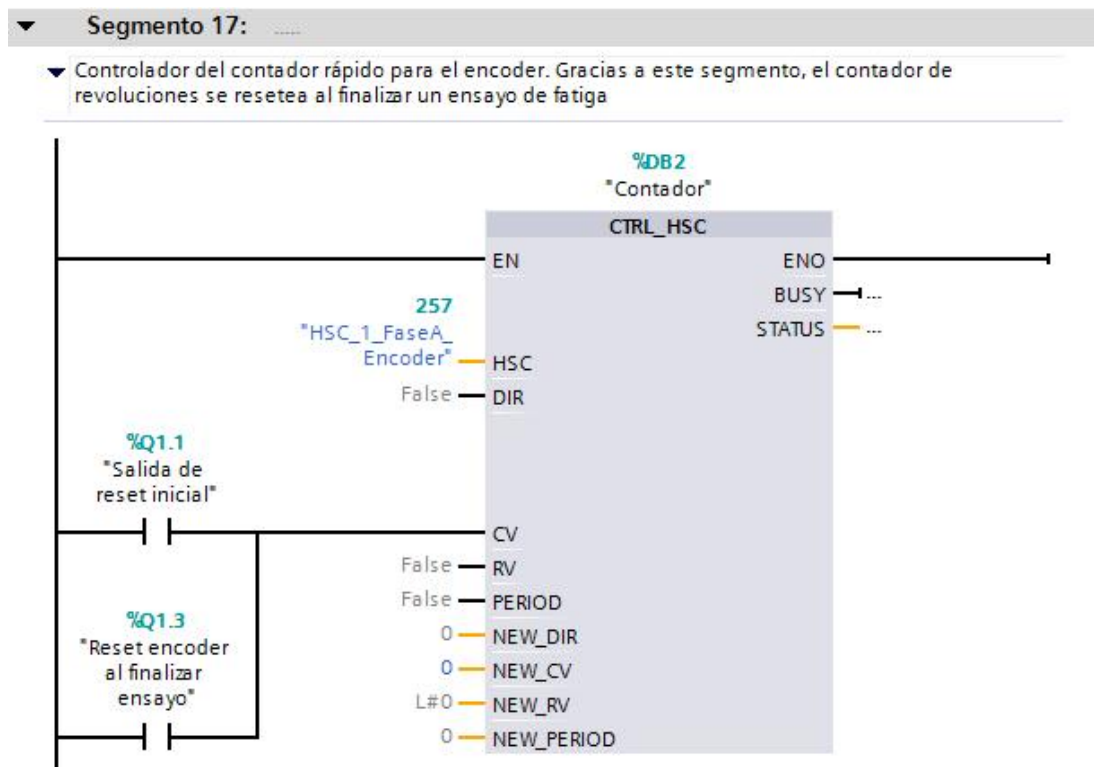 Segmento 17: .....
Controlador del contador rápido para el encoder. Gracias a este segmento, el contador de
revoluciones se resetea al finalizar un ensayo de fatiga
%DB2
"Contador"
CTRL_HSC
EN
ENO
BUSY
...
STATUS
...
257
"HSC_1_FaseA_
Encoder"
HSC
False
DIR
%Q1.1
"Salida de
reset inicial"
CV
False
RV
False
PERIOD
%Q1.3
"Reset encoder
al finalizar
ensayo"
0
NEW_DIR
0
NEW_CV
L#0
NEW_RV
0
NEW_PERIOD